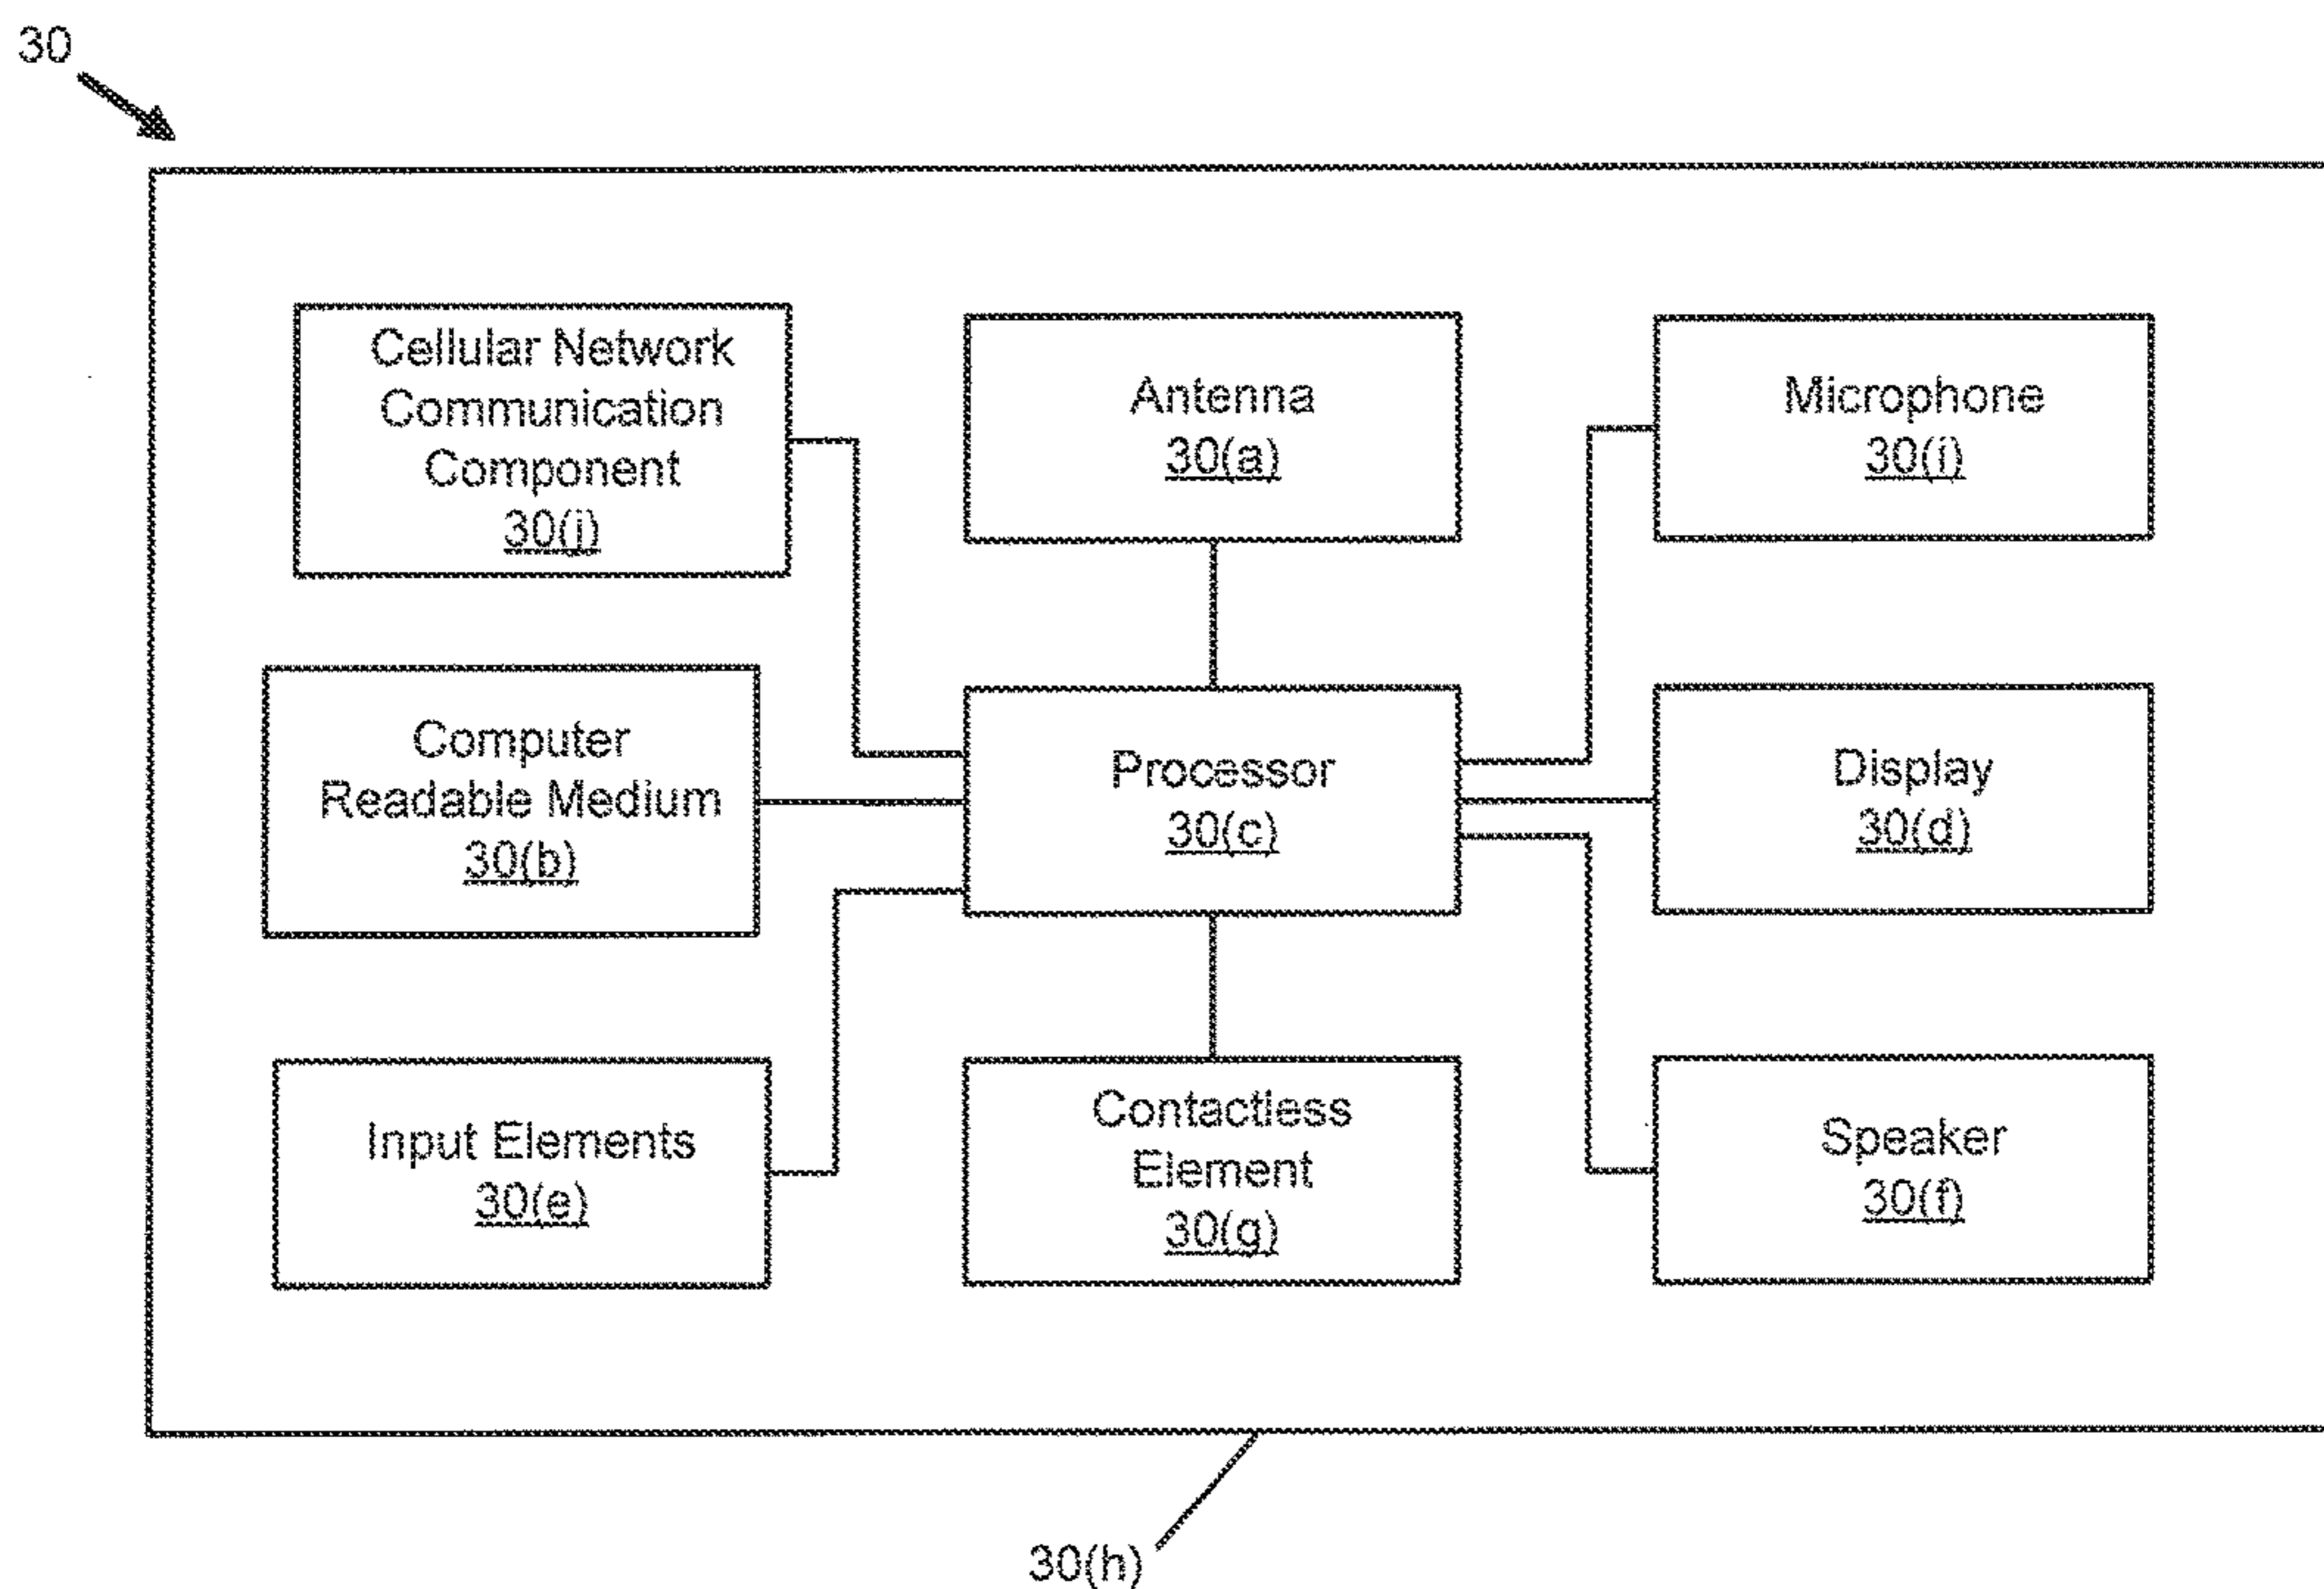 30
Cellular Network
Communication
Component
30(j)
Antenna
30(a)
Microphone
30(i)
Computer
Readable Medium
30(b)
Processor
30(c)
Display
30(d)
Input Elements
30(e)
Contactless
Element
30(g)
Speaker
30(f)
30(h)